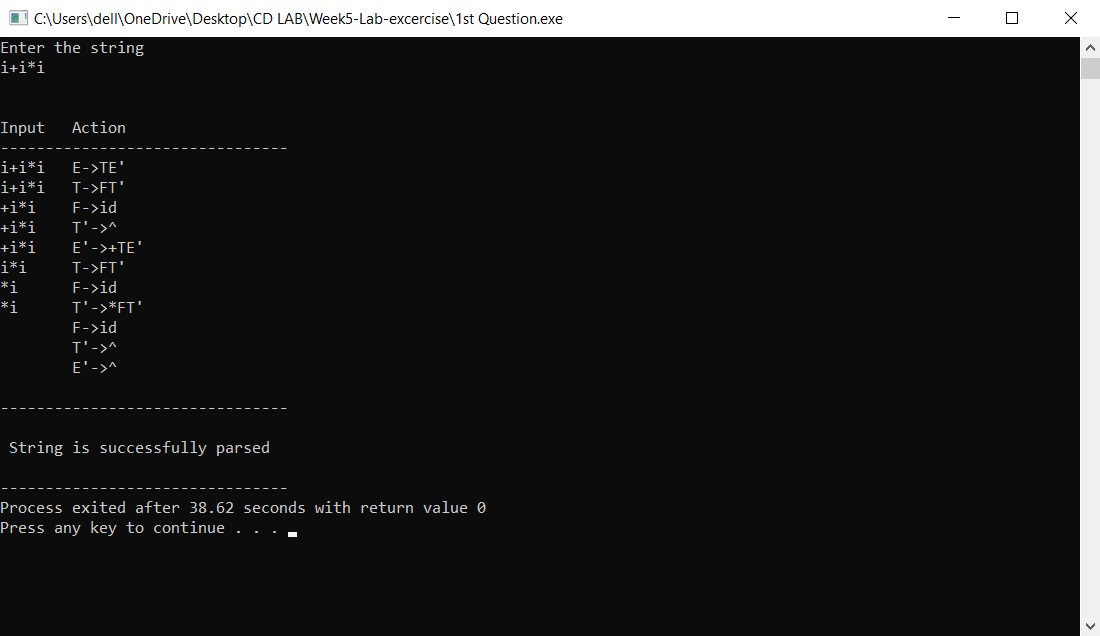 C:\Users\dell\OneDrive\Desktop\CD LAB\Week5-Lab-excercise\1st Question.exe
Enter the string
i+i*i
Input   Action
--------------------------------
i+i*i   E->TE'
i+i*i   T->FT'
+i*i    F->id
+i*i    T'->^
+i*i    E'->+TE'
i*i     T->FT'
*i      F->id
*i      T'->*FT'
        F->id
        T'->^
        E'->^
--------------------------------
 String is successfully parsed
--------------------------------
Process exited after 38.62 seconds with return value 0
Press any key to continue . . .